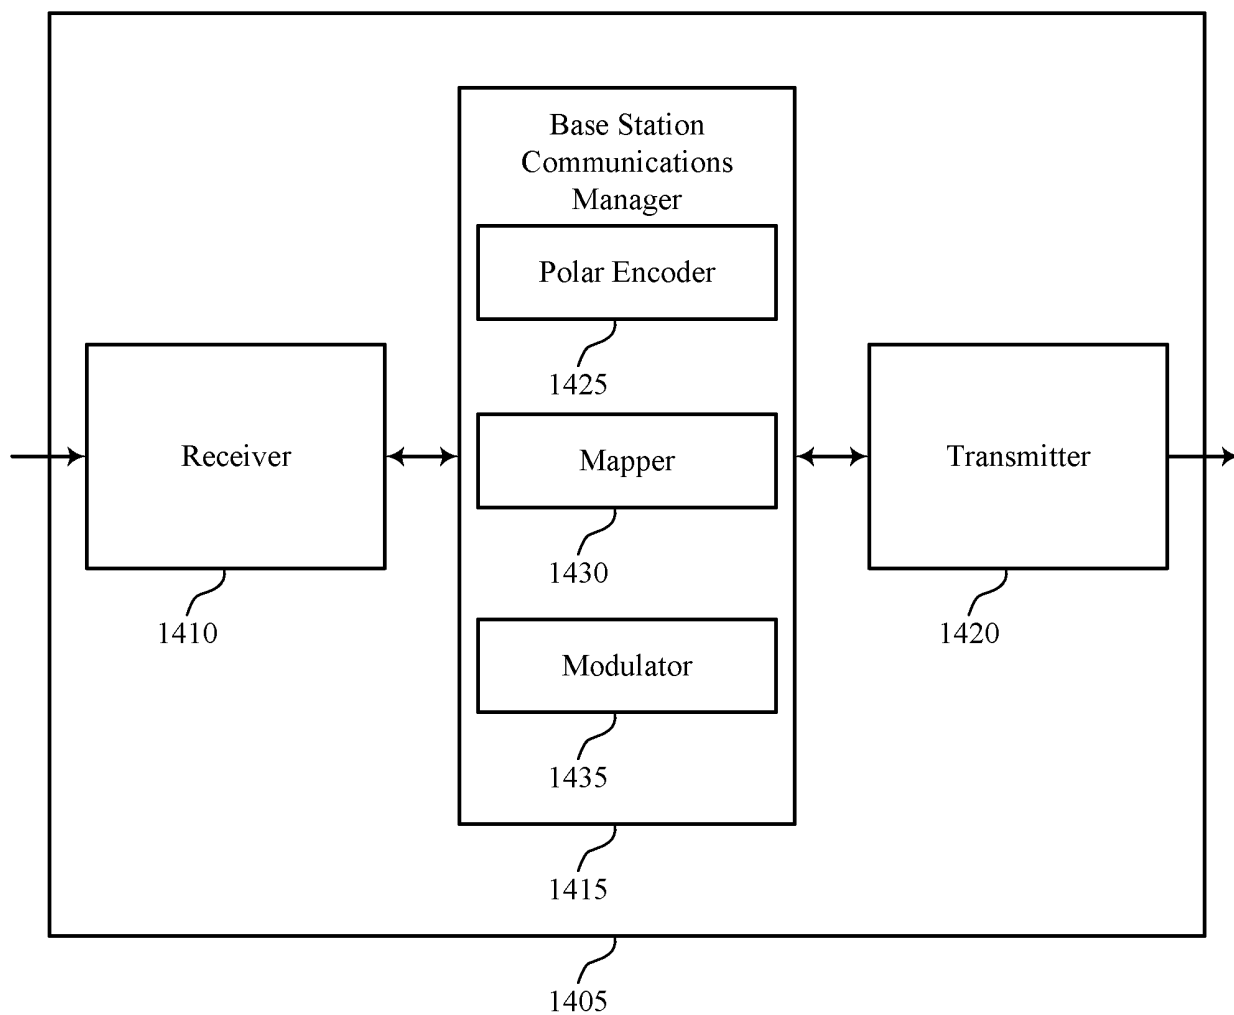 Base Station
Communications
Manager
Polar Encoder
1425
Receiver
Mapper
Transmitter
1430
1410
1420
Modulator
1435
1415
1405